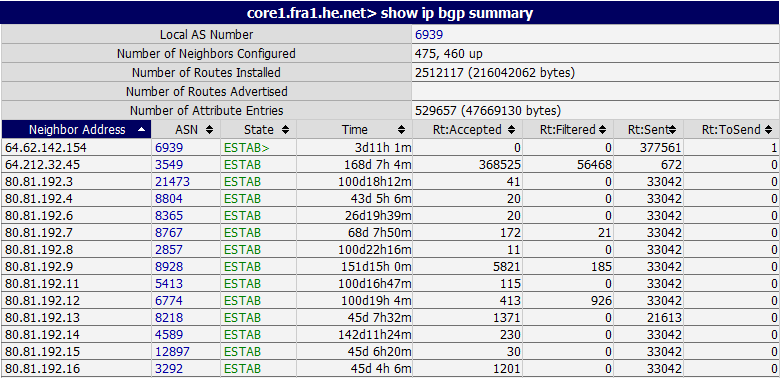 core1.fra1.he.net> show ip bgp summary
Local AS Number 6939
Number of Neighbors Configured 475, 460 up
Number of Routes Installed 2512117 (216042062 bytes)
Number of Routes Advertised
Number of Attribute Entries 529657 (47669130 bytes)
Neighbor Address ASN State Time Rt:Accepted Rt:Filtered Rt:Sent Rt:ToSend
64.62.142.154 6939 ESTAB> 3d11h 1m 0 0 377561 1
64.212.32.45 3549 ESTAB 168d 7h 4m 368525 56468 672 0
80.81.192.3 21473 ESTAB 100d18h12m 41 0 33042 0
80.81.192.4 8804 ESTAB 43d 5h 6m 20 0 33042 0
80.81.192.6 8365 ESTAB 26d19h39m 20 0 33042 0
80.81.192.7 8767 ESTAB 68d 7h50m 172 21 33042 0
80.81.192.8 2857 ESTAB 100d22h16m 11 0 33042 0
80.81.192.9 8928 ESTAB 151d15h 0m 5821 185 33042 0
80.81.192.11 5413 ESTAB 100d16h47m 115 0 33042 0
80.81.192.12 6774 ESTAB 100d19h 4m 413 926 33042 0
80.81.192.13 8218 ESTAB 45d 7h32m 1371 0 21613 0
80.81.192.14 4589 ESTAB 142d11h24m 230 0 33042 0
80.81.192.15 12897 ESTAB 45d 6h20m 30 0 33042 0
80.81.192.16 3292 ESTAB 45d 4h 6m 1201 0 33042 0